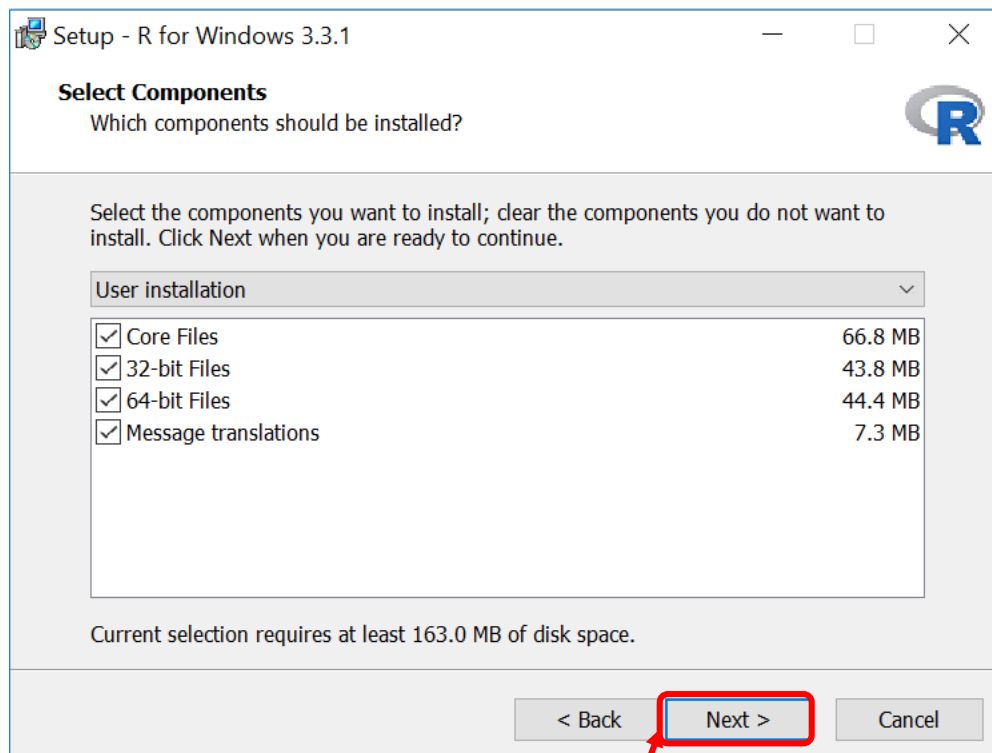 Setup - R for Windows 3.3.1
Select Components
Which components should be installed?
R
Select the components you want to install; clear the components you do not want to
install. Click Next when you are ready to continue.
User installation
Core Files 66.8 MB
32-bit Files 43.8 MB
64-bit Files 44.4 MB
Message translations 7.3 MB
Current selection requires at least 163.0 MB of disk space.
< Back Next > Cancel